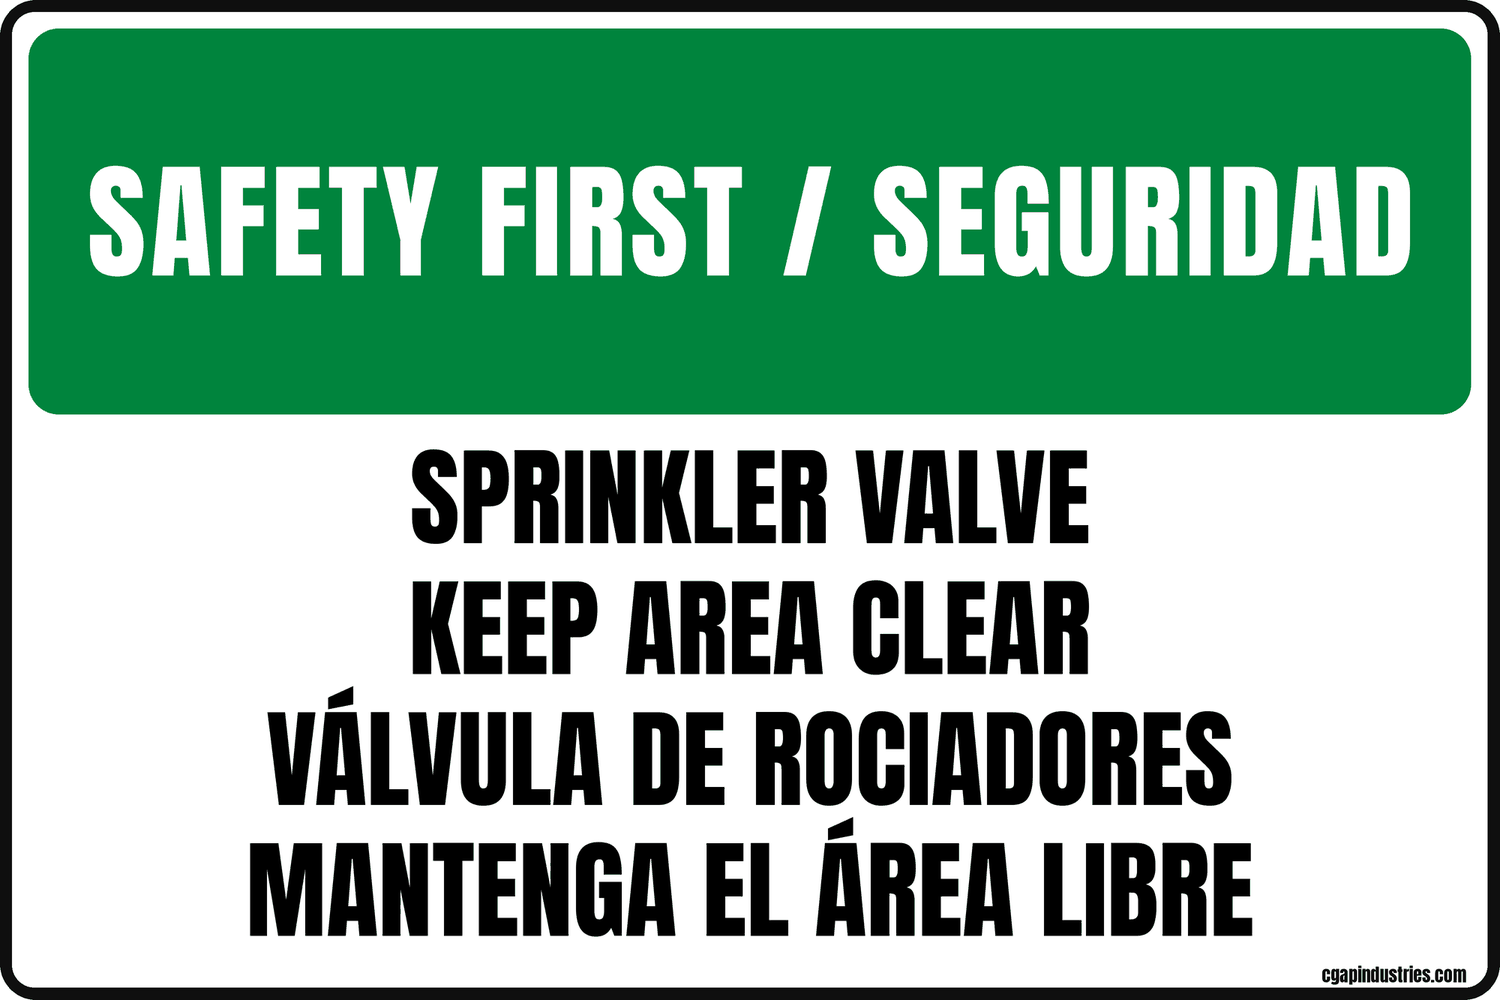 SAFETY FIRST / SEGURIDAD
SPRINKLER VALVE
KEEP AREA CLEAR
VÁLVULA DE ROCIADORES
MANTENGA EL ÁREA LIBRE
cgapindustries.com